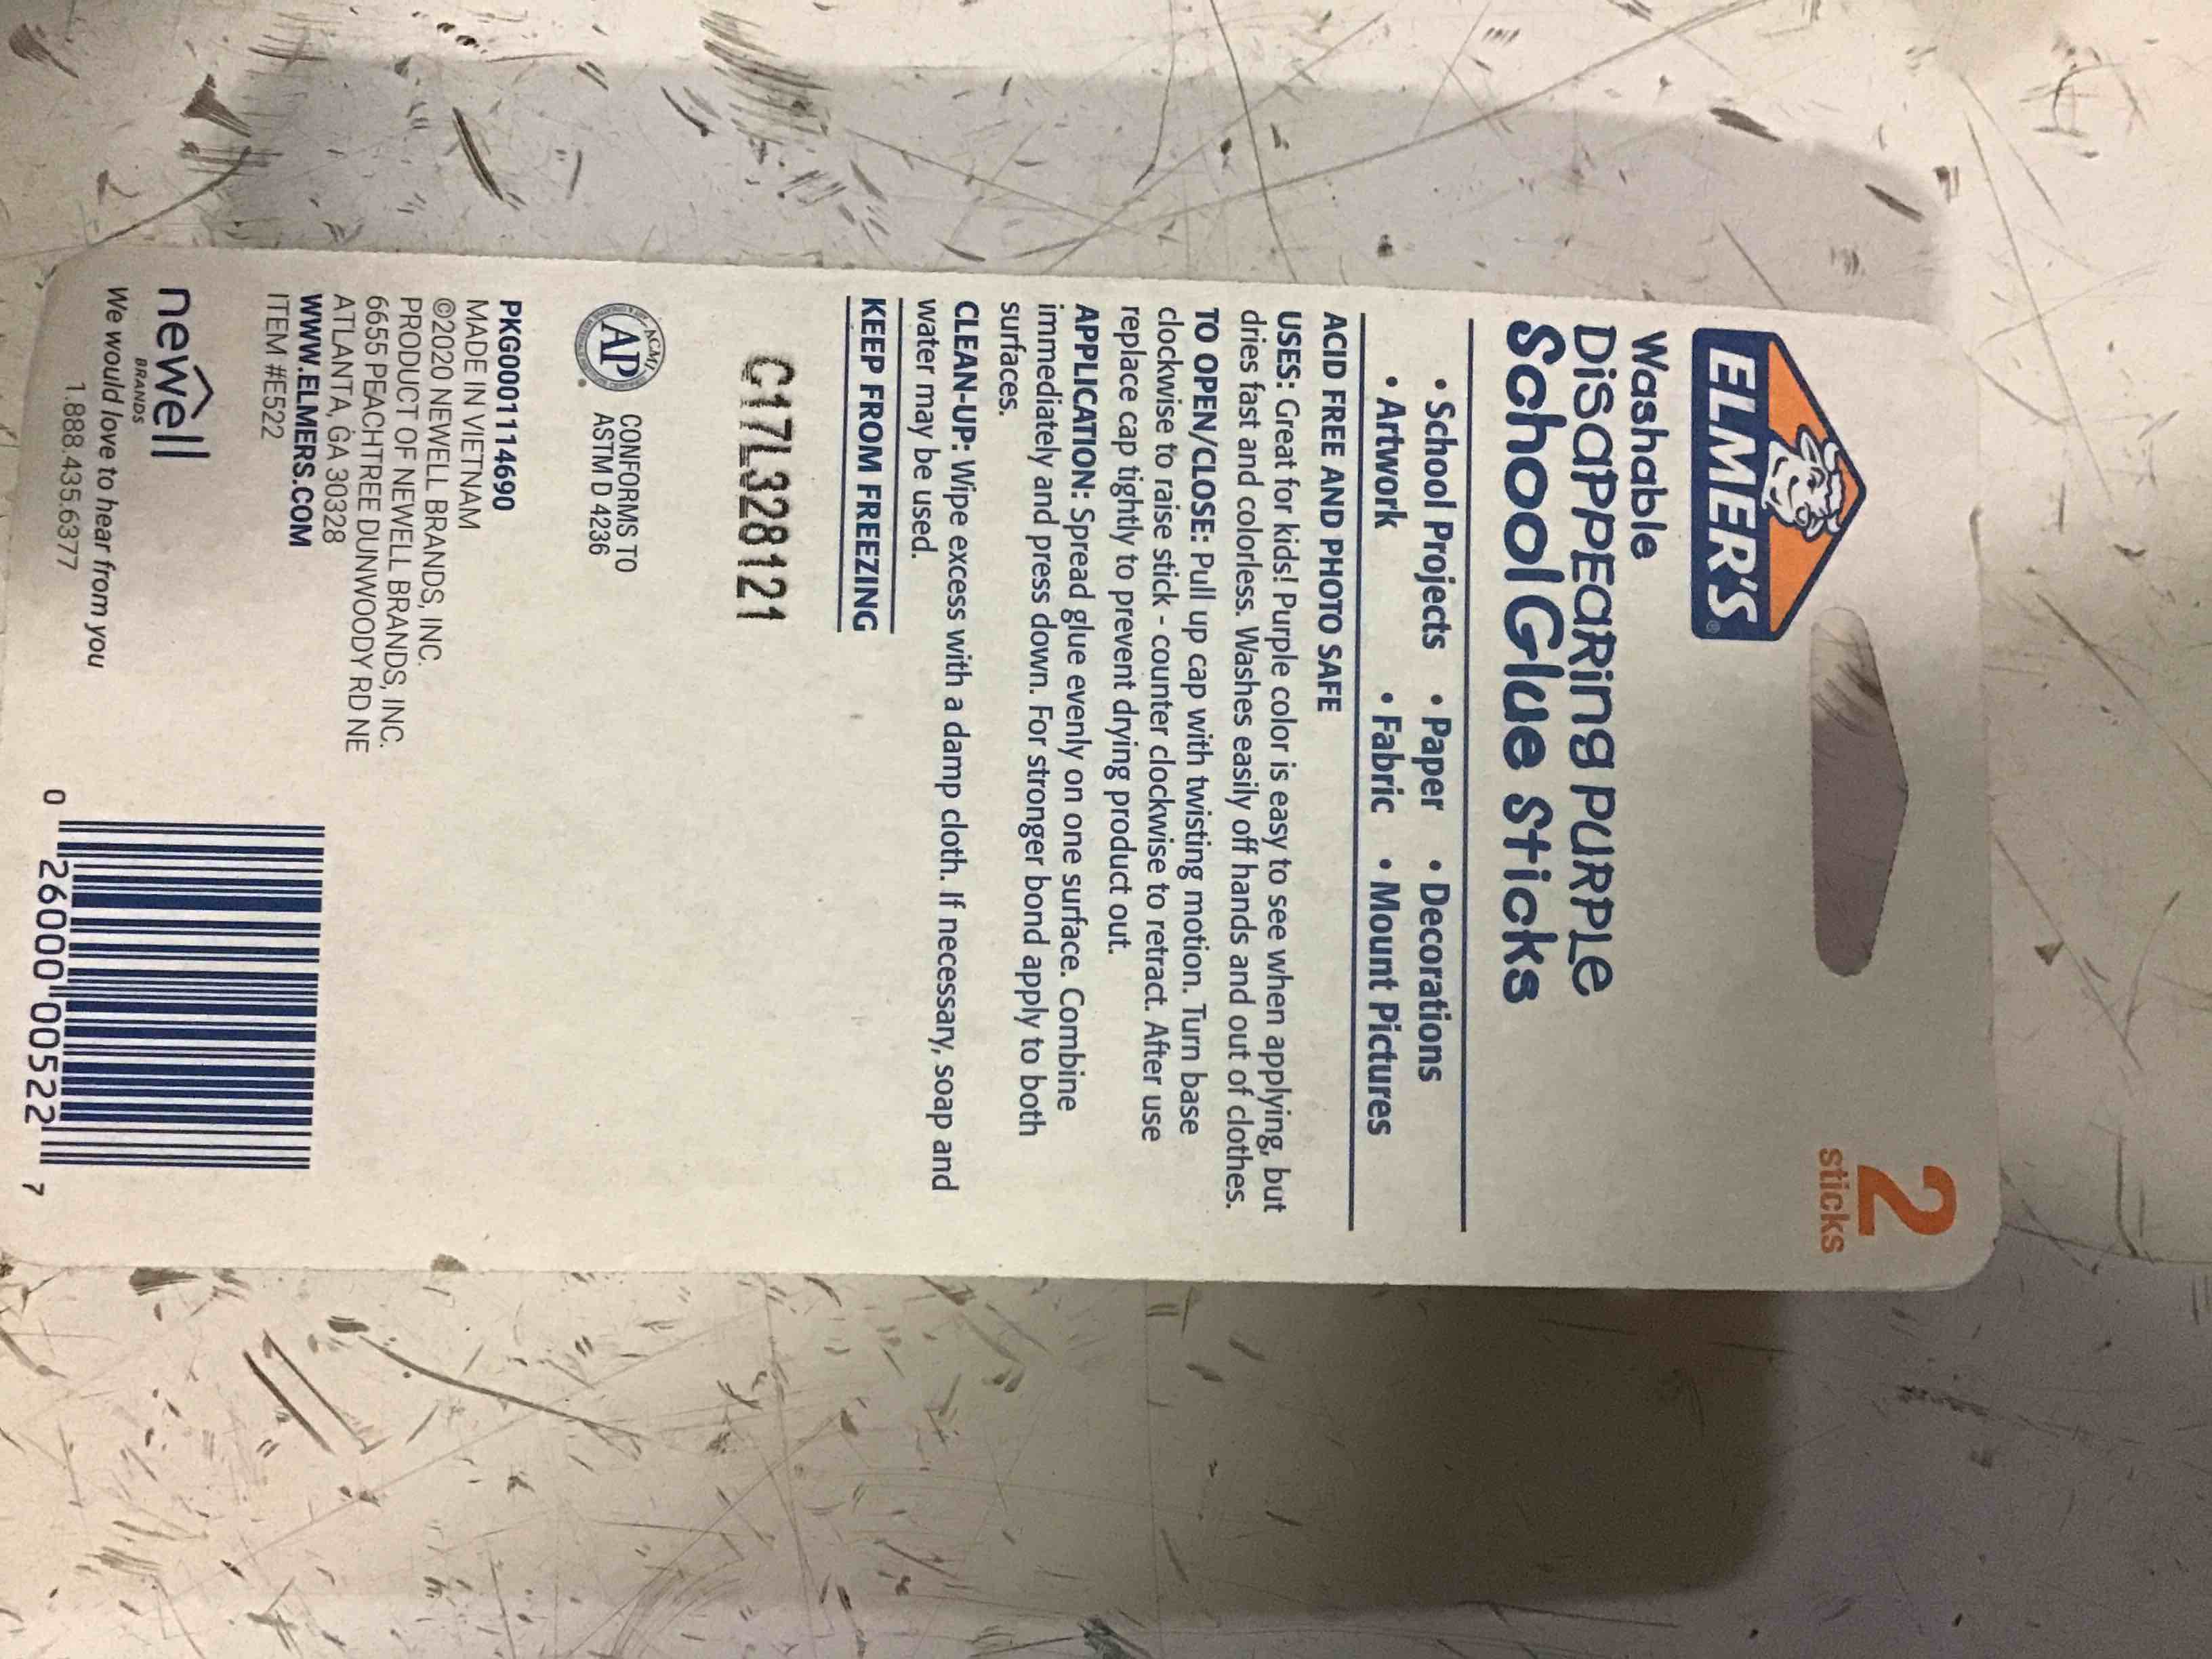 2
sticks
ELMER'S®
Washable
Disappearing Purple
School Glue Sticks
• School Projects • Paper • Decorations
• Artwork • Fabric • Mount Pictures
ACID FREE AND PHOTO SAFE
USES: Great for kids! Purple color is easy to see when applying, but
dries fast and colorless. Washes easily off hands and out of clothes.
TO OPEN/CLOSE: Pull up cap with twisting motion. Turn base
clockwise to raise stick - counter clockwise to retract. After use
replace cap tightly to prevent drying product out.
APPLICATION: Spread glue evenly on one surface. Combine
immediately and press down. For stronger bond apply to both
surfaces.
CLEAN-UP: Wipe excess with a damp cloth. If necessary, soap and
water may be used.
KEEP FROM FREEZING
C17L328121
ACMI
AP
CONFORMS TO
ASTM D 4236
PKG0001114690
MADE IN VIETNAM
©2020 NEWELL BRANDS, INC.
PRODUCT OF NEWELL BRANDS, INC.
6655 PEACHTREE DUNWOODY RD NE
ATLANTA, GA 30328
WWW.ELMERS.COM
ITEM #E522
newell
BRANDS
We would love to hear from you
1.888.435.6377
0 26000 00522 7